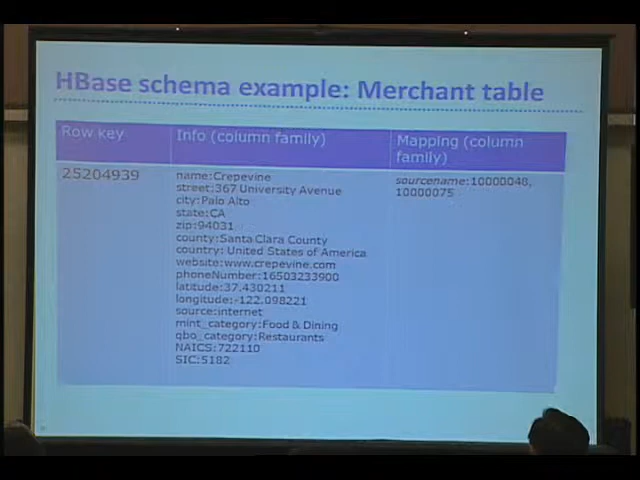 HBase schema example: Merchant table
Row key
Info (column family)
Mapping (column
family)
25204939
name:Crepevine
street:367 University Avenue
city:Palo Alto
state:CA
zip:94031
county:Santa Clara County
country: United States of America
website:www.crepevine.com
phoneNumber:16503233900
latitude:37.430211
longitude:-122.098221
source:internet
mint_category:Food & Dining
qbo_category:Restaurants
NAICS:722110
SIC:5182
sourcename:10000048,
10000075